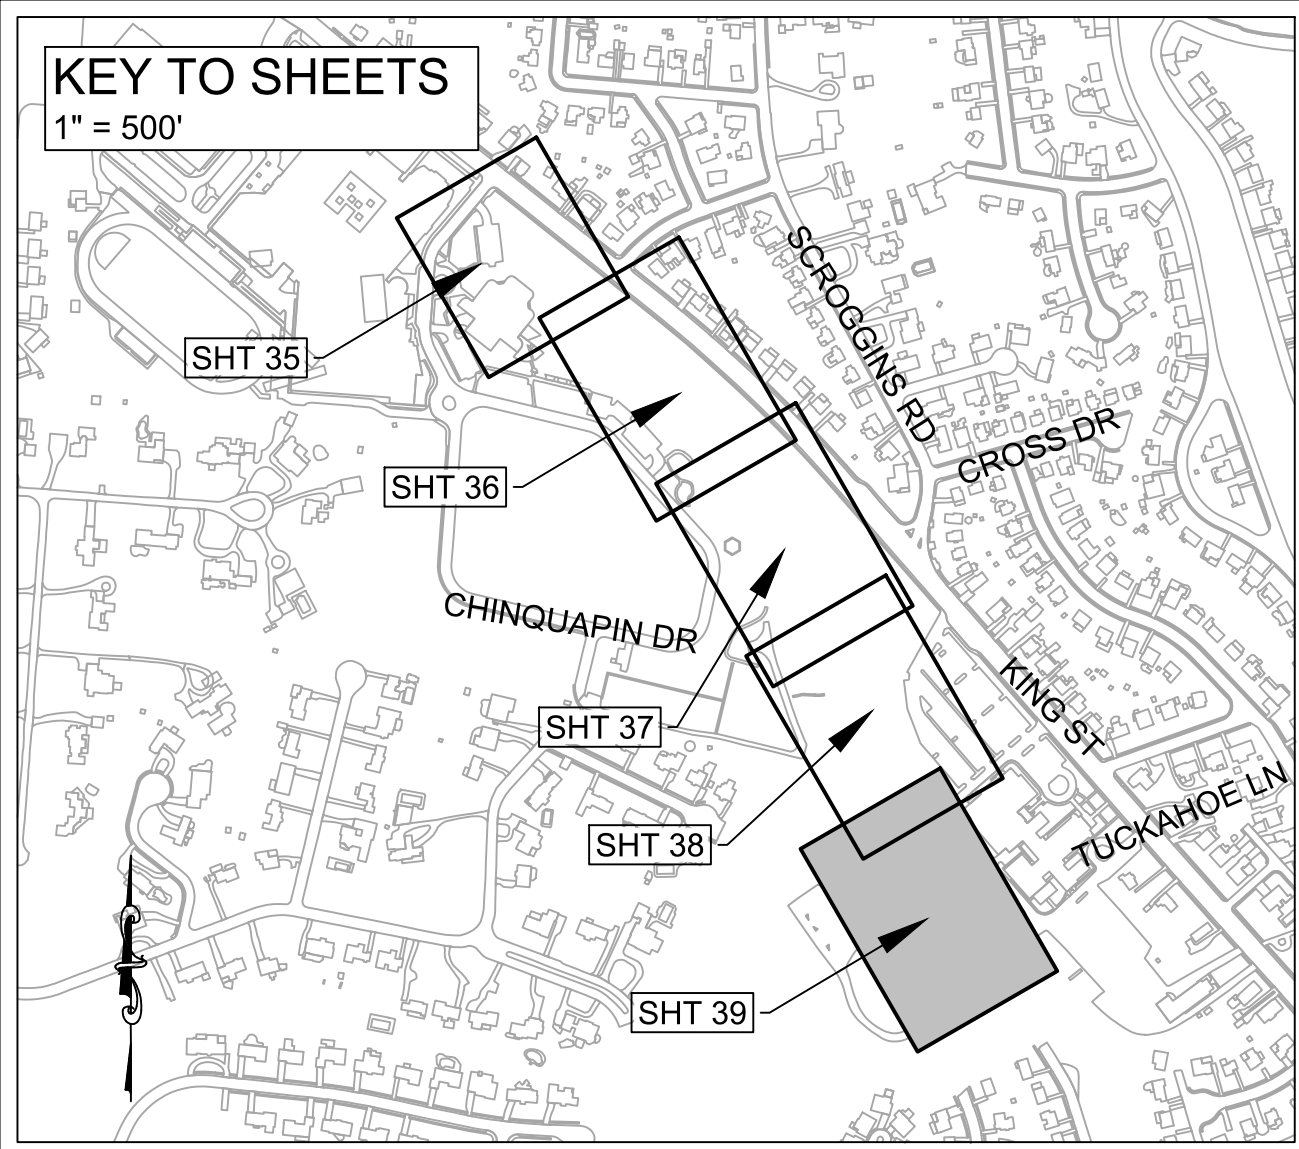 KEY TO SHEETS
1" = 500'
SCROGGINS RD
SHT 35
CROSS DR
SHT 36
CHINQUAPIN DR
KING ST
SHT 37
TUCKAHOE LN
SHT 38
SHT 39